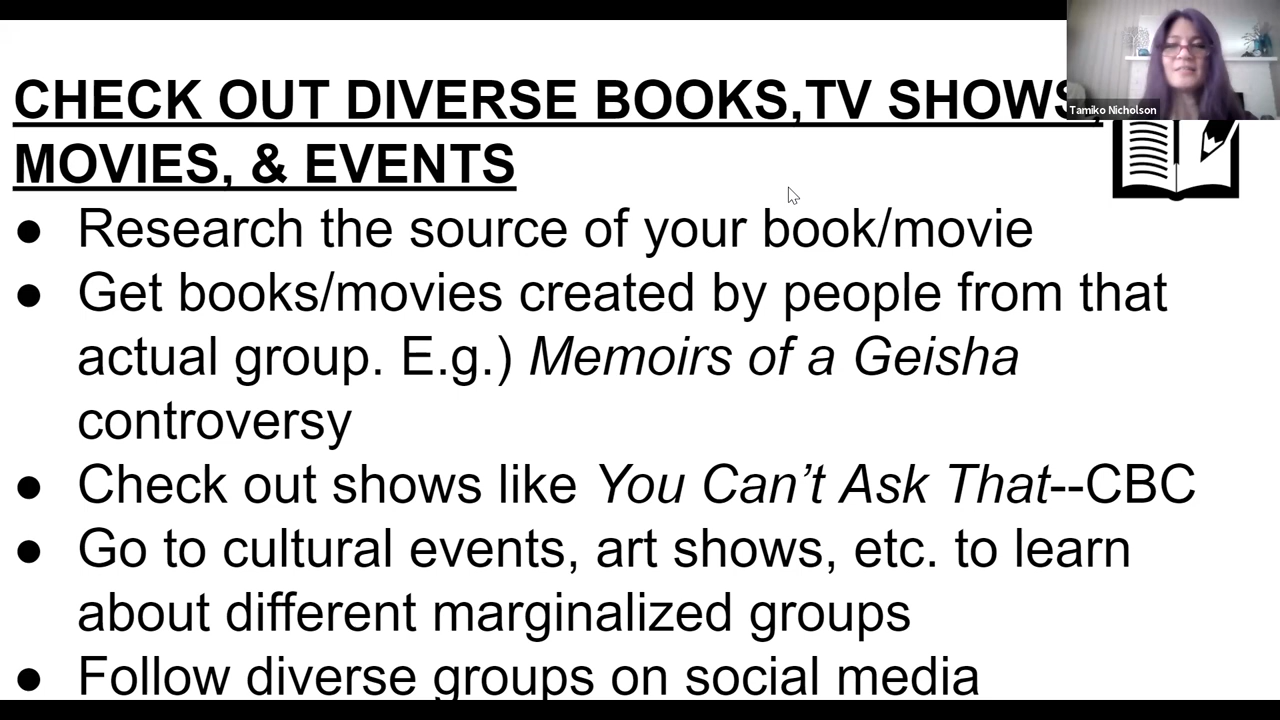 CHECK OUT DIVERSE BOOKS,TV SHOWS,
MOVIES, & EVENTS
● Research the source of your book/movie
● Get books/movies created by people from that
actual group. E.g.) Memoirs of a Geisha
controversy
● Check out shows like You Can’t Ask That--CBC
● Go to cultural events, art shows, etc. to learn
about different marginalized groups
● Follow diverse groups on social media
Tamiko Nicholson